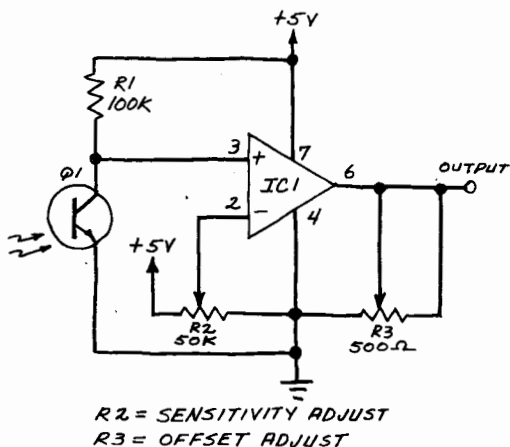 +5V
R1
100K
3
+
7
6
OUTPUT
Q1
IC1
2
-
4
+5V
R2
50K
R3
500Ω
R2 = SENSITIVITY ADJUST
R3 = OFFSET ADJUST